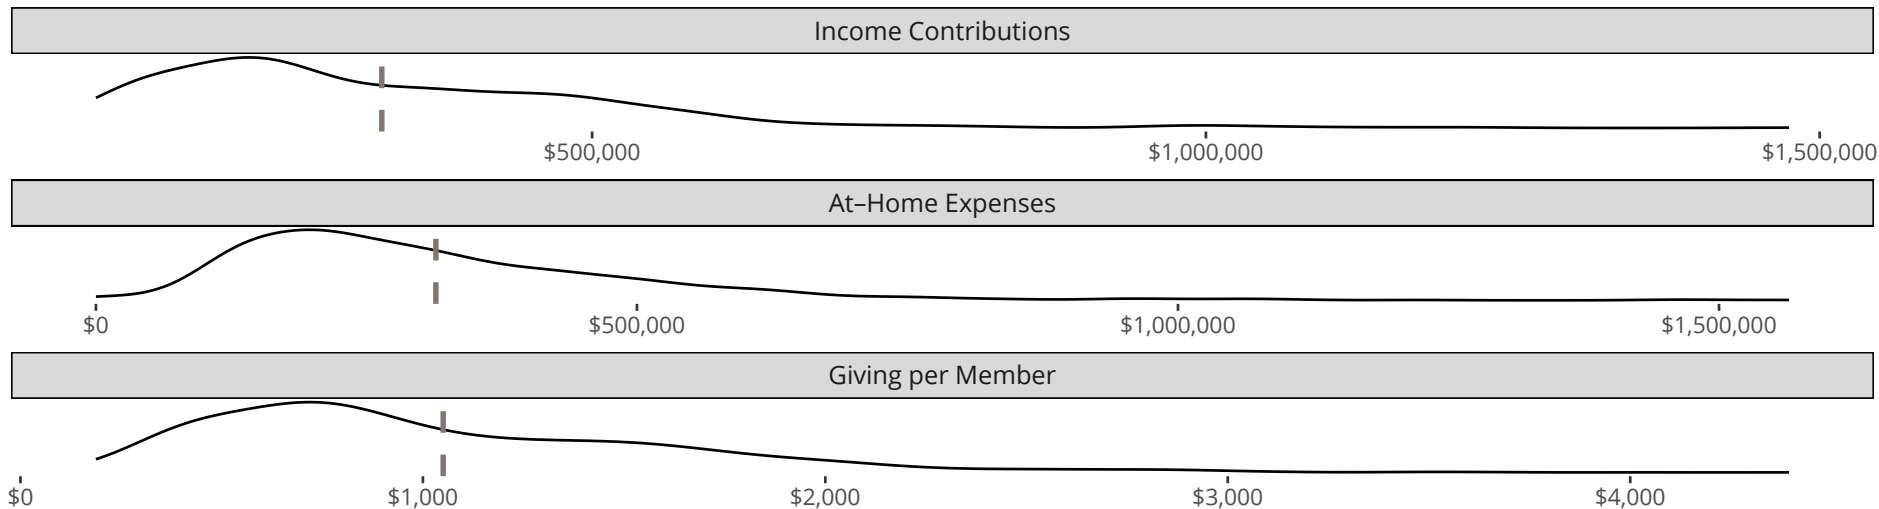 Income Contributions
$500,000 $1,000,000 $1,500,000
At–Home Expenses
$0 $500,000 $1,000,000 $1,500,000
Giving per Member
$0 $1,000 $2,000 $3,000 $4,000